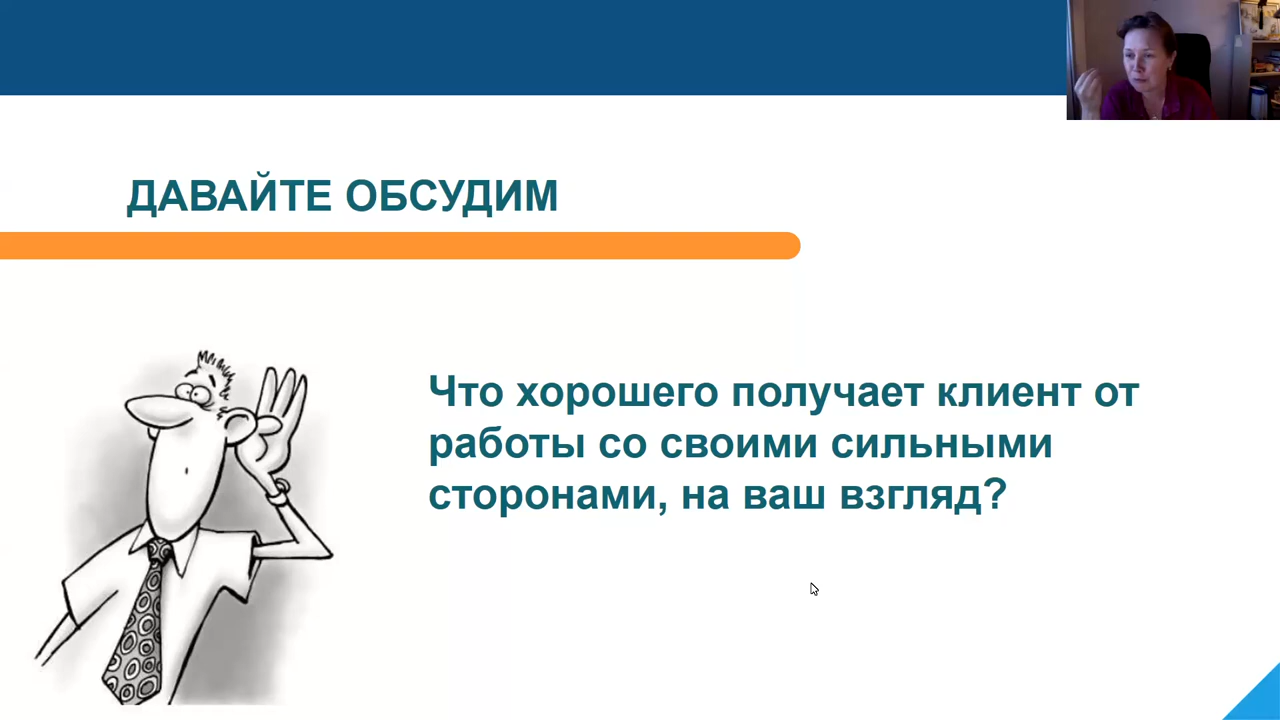 ДАВАЙТЕ ОБСУДИМ
Что хорошего получает клиент от
работы со своими сильными
сторонами, на ваш взгляд?